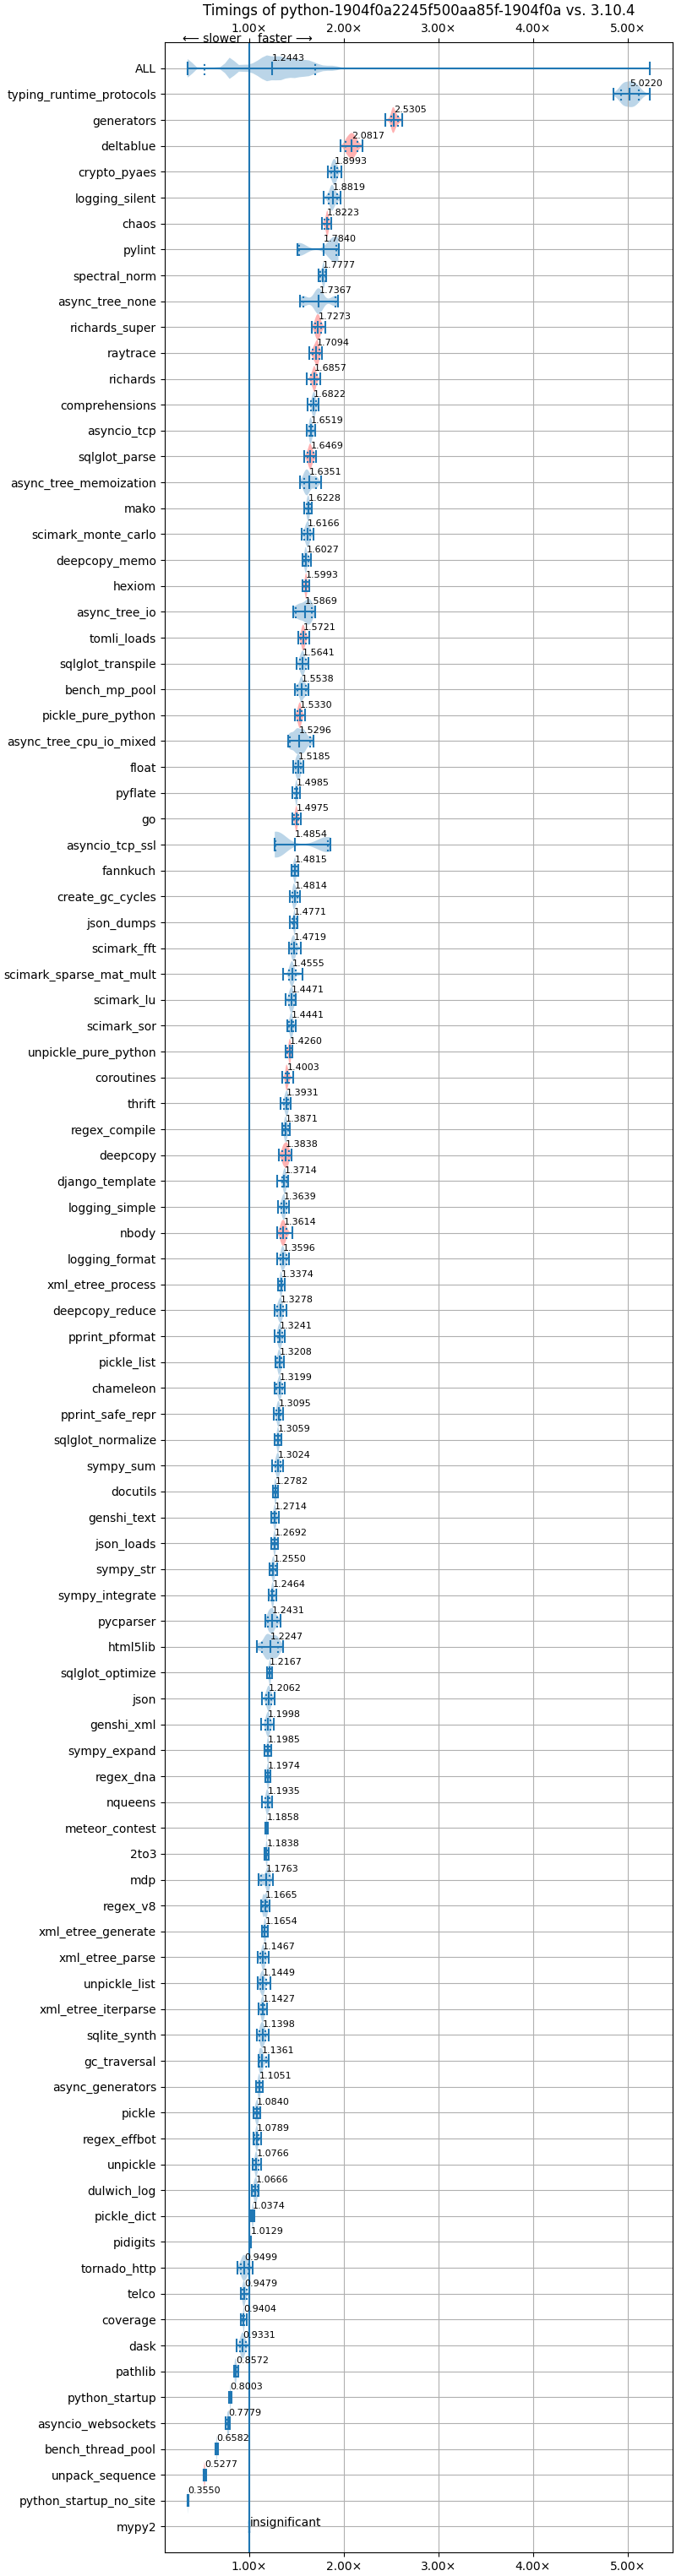 Timings of python-1904f0a2245f500aa85f-1904f0a vs. 3.10.4
1.00× 2.00× 3.00× 4.00× 5.00×
⟵ slower faster ⟶
ALL 1.2443
typing_runtime_protocols 5.0220
generators 2.5305
deltablue 2.0817
crypto_pyaes 1.8993
logging_silent 1.8819
chaos 1.8223
pylint 1.7840
spectral_norm 1.7777
async_tree_none 1.7367
richards_super 1.7273
raytrace 1.7094
richards 1.6857
comprehensions 1.6822
asyncio_tcp 1.6519
sqlglot_parse 1.6469
async_tree_memoization 1.6351
mako 1.6228
scimark_monte_carlo 1.6166
deepcopy_memo 1.6027
hexiom 1.5993
async_tree_io 1.5869
tomli_loads 1.5721
sqlglot_transpile 1.5641
bench_mp_pool 1.5538
pickle_pure_python 1.5330
async_tree_cpu_io_mixed 1.5296
float 1.5185
pyflate 1.4985
go 1.4975
asyncio_tcp_ssl 1.4854
fannkuch 1.4815
create_gc_cycles 1.4814
json_dumps 1.4771
scimark_fft 1.4719
scimark_sparse_mat_mult 1.4555
scimark_lu 1.4471
scimark_sor 1.4441
unpickle_pure_python 1.4260
coroutines 1.4003
thrift 1.3931
regex_compile 1.3871
deepcopy 1.3838
django_template 1.3714
logging_simple 1.3639
nbody 1.3614
logging_format 1.3596
xml_etree_process 1.3374
deepcopy_reduce 1.3278
pprint_pformat 1.3241
pickle_list 1.3208
chameleon 1.3199
pprint_safe_repr 1.3095
sqlglot_normalize 1.3059
sympy_sum 1.3024
docutils 1.2782
genshi_text 1.2714
json_loads 1.2692
sympy_str 1.2550
sympy_integrate 1.2464
pycparser 1.2431
html5lib 1.2247
sqlglot_optimize 1.2167
json 1.2062
genshi_xml 1.1998
sympy_expand 1.1985
regex_dna 1.1974
nqueens 1.1935
meteor_contest 1.1858
2to3 1.1838
mdp 1.1763
regex_v8 1.1665
xml_etree_generate 1.1654
xml_etree_parse 1.1467
unpickle_list 1.1449
xml_etree_iterparse 1.1427
sqlite_synth 1.1398
gc_traversal 1.1361
async_generators 1.1051
pickle 1.0840
regex_effbot 1.0789
unpickle 1.0766
dulwich_log 1.0666
pickle_dict 1.0374
pidigits 1.0129
tornado_http 0.9499
telco 0.9479
coverage 0.9404
dask 0.9331
pathlib 0.8572
python_startup 0.8003
asyncio_websockets 0.7779
bench_thread_pool 0.6582
unpack_sequence 0.5277
python_startup_no_site 0.3550
mypy2 insignificant
1.00× 2.00× 3.00× 4.00× 5.00×